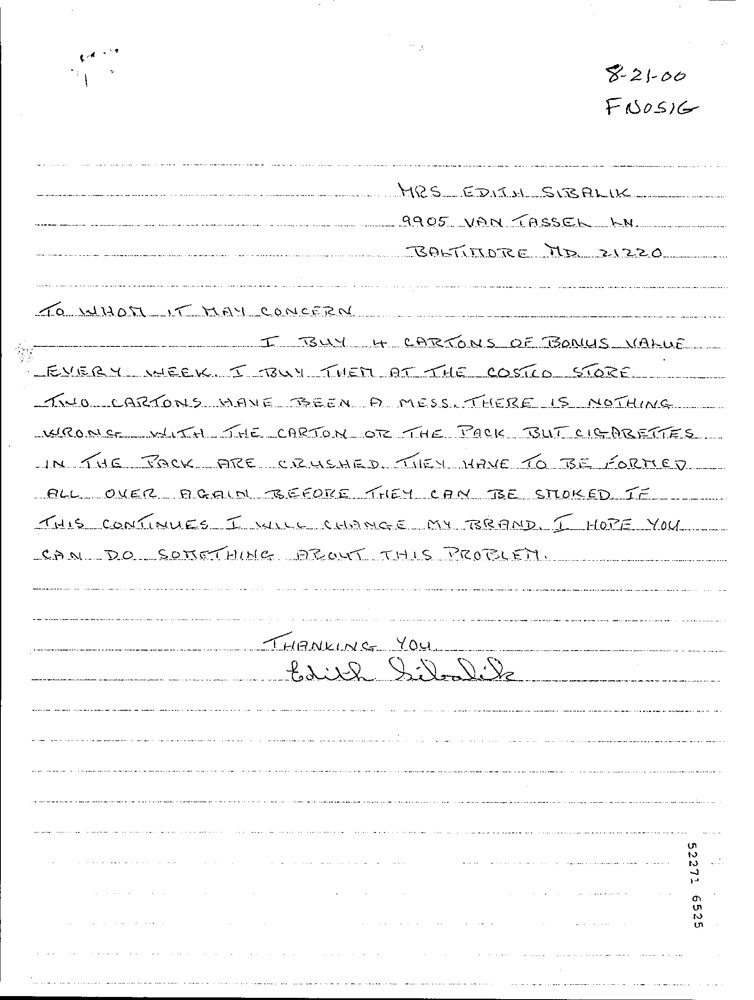 8-21-00
FNOSIG
MRS EDITH SIBALIK
9905 VAN TASSEL LN.
BALTIMORE MD. 21220
TO WHOM IT MAY CONCERN
I BUY 4 CARTONS OF BONUS VALUE
EVERY WEEK. I BUY THEM AT THE COSTCO STORE
TWO CARTONS HAVE BEEN A MESS. THERE IS NOTHING
WRONG WITH THE CARTON OR THE PACK BUT CIGARETTES
IN THE PACK ARE CRUSHED. THEY HAVE TO BE FORMED
ALL OVER AGAIN BEFORE THEY CAN BE SMOKED. IF
THIS CONTINUES I WILL CHANGE MY BRAND. I HOPE YOU
CAN DO SOMETHING ABOUT THIS PROBLEM.
THANKING YOU
Edith Sibalik
52271 6525